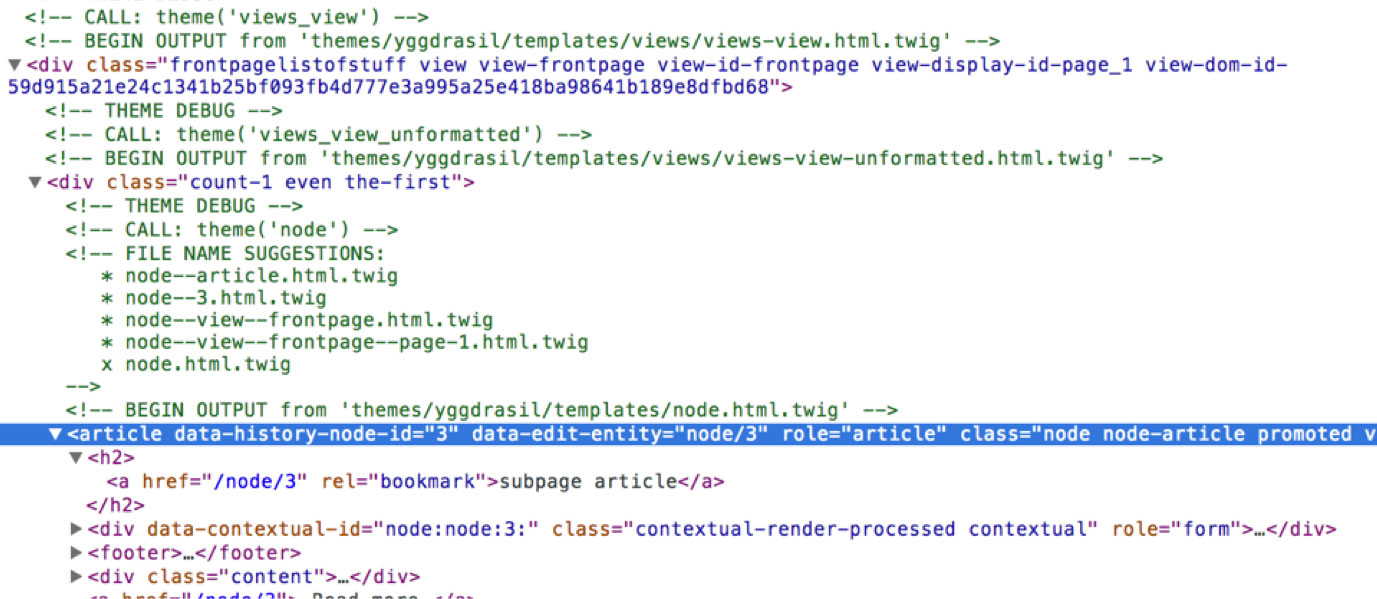 <!-- CALL: theme('views_view') -->
<!-- BEGIN OUTPUT from 'themes/yggdrasil/templates/views/views-view.html.twig' -->
▼<div class="frontpagelistofstuff view view-frontpage view-id-frontpage view-display-id-page_1 view-dom-id-
59d915a21e24c1341b25bf093fb4d777e3a995a25e418ba98641b189e8dfbd68">
<!-- THEME DEBUG -->
<!-- CALL: theme('views_view_unformatted') -->
<!-- BEGIN OUTPUT from 'themes/yggdrasil/templates/views/views-view-unformatted.html.twig' -->
▼<div class="count-1 even the-first">
<!-- THEME DEBUG -->
<!-- CALL: theme('node') -->
<!-- FILE NAME SUGGESTIONS:
* node--article.html.twig
* node--3.html.twig
* node--view--frontpage.html.twig
* node--view--frontpage--page-1.html.twig
x node.html.twig
-->
<!-- BEGIN OUTPUT from 'themes/yggdrasil/templates/node.html.twig' -->
▼<article data-history-node-id="3" data-edit-entity="node/3" role="article" class="node node-article promoted v
▼<h2>
<a href="/node/3" rel="bookmark">subpage article</a>
</h2>
▶<div data-contextual-id="node:node:3:" class="contextual-render-processed contextual" role="form">…</div>
▶<footer>…</footer>
▶<div class="content">…</div>
<a href="/node/3"> Read more </a>